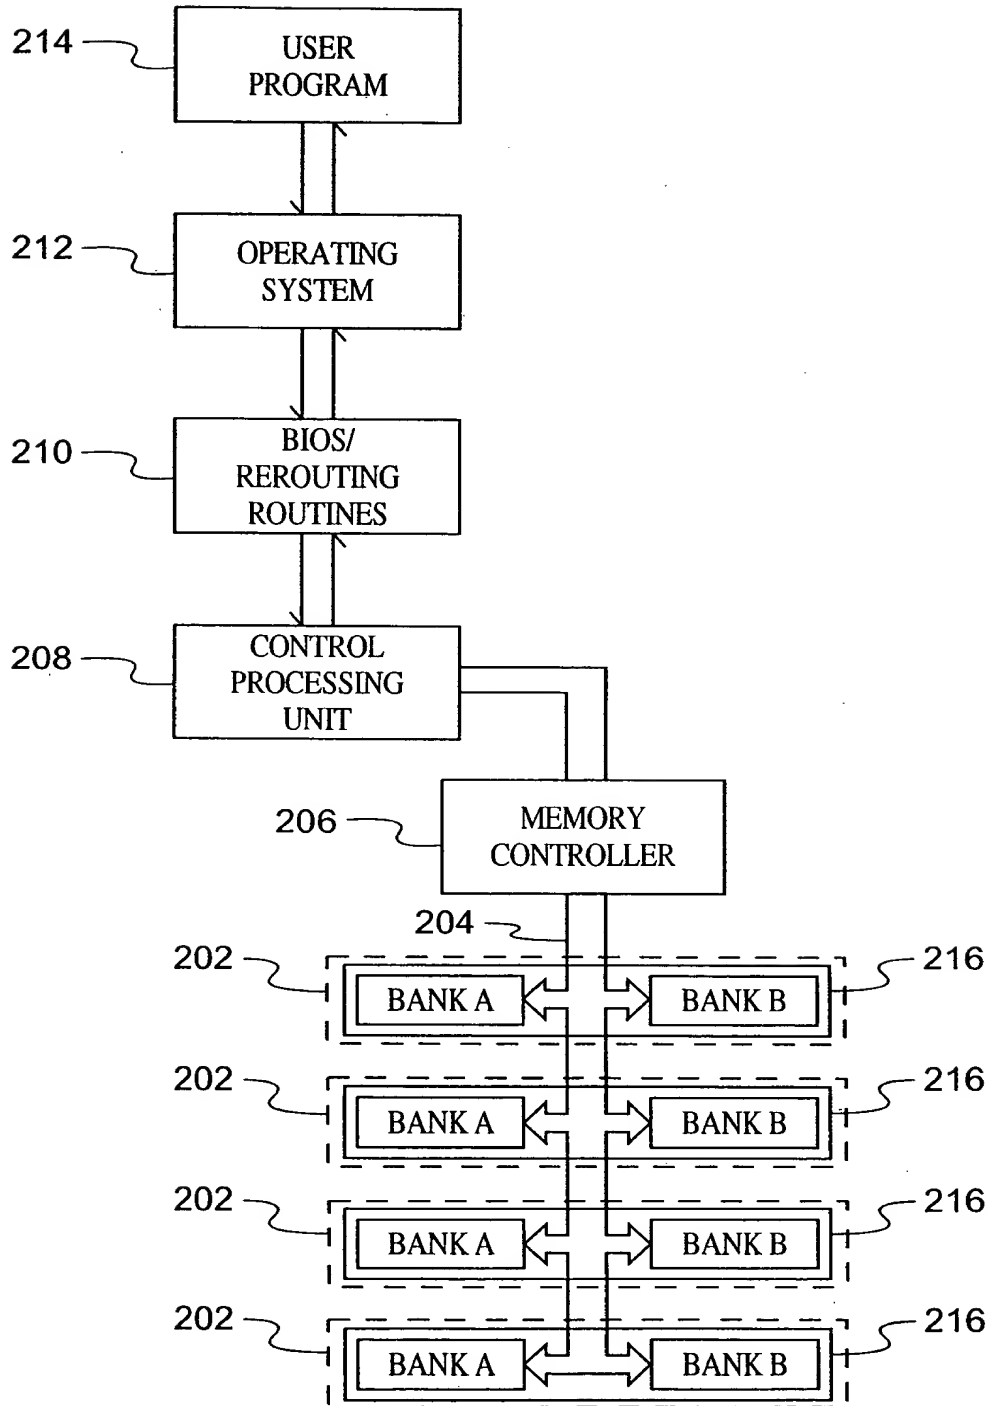 214
USER
PROGRAM
212
OPERATING
SYSTEM
210
BIOS/
REROUTING
ROUTINES
208
CONTROL
PROCESSING
UNIT
206
MEMORY
CONTROLLER
204
202
BANK A
BANK B
216
202
BANK A
BANK B
216
202
BANK A
BANK B
216
202
BANK A
BANK B
216